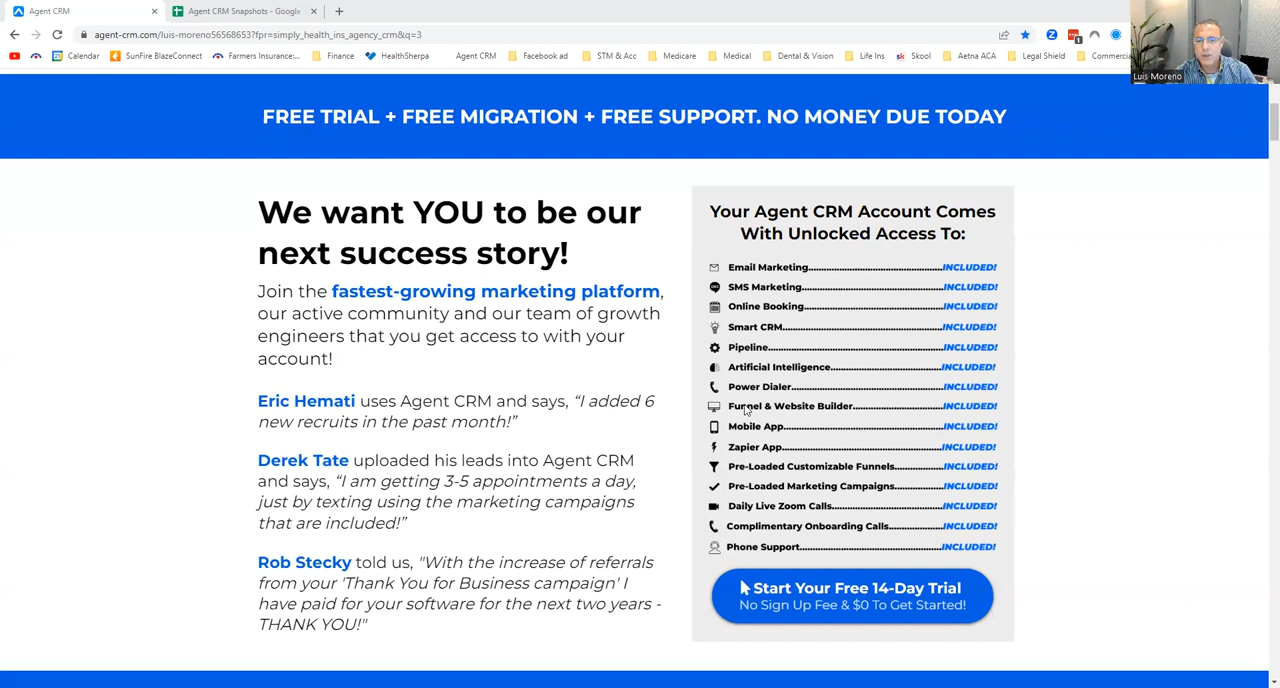 Agent CRM
Agent CRM Snapshots - Google
agent-crm.com/luis-moreno56568653?fpr=simply_health_ins_agency_crm&q=3
Calendar
SunFire BlazeConnect
Farmers Insurance:...
Finance
HealthSherpa
Agent CRM
Facebook ad
STM & Acc
Medicare
Medical
Dental & Vision
Life Ins
sk Skool
Aetna ACA
Legal Shield
Commercia
Luis Moreno
FREE TRIAL + FREE MIGRATION + FREE SUPPORT. NO MONEY DUE TODAY
We want YOU to be our
next success story!
Join the fastest-growing marketing platform,
our active community and our team of growth
engineers that you get access to with your
account!
Eric Hemati uses Agent CRM and says, “I added 6
new recruits in the past month!”
Derek Tate uploaded his leads into Agent CRM
and says, “I am getting 3-5 appointments a day,
just by texting using the marketing campaigns
that are included!”
Rob Stecky told us, "With the increase of referrals
from your 'Thank You for Business campaign' I
have paid for your software for the next two years -
THANK YOU!"
Your Agent CRM Account Comes
With Unlocked Access To:
Email Marketing...INCLUDED!
SMS Marketing...INCLUDED!
Online Booking...INCLUDED!
Smart CRM...INCLUDED!
Pipeline...INCLUDED!
Artificial Intelligence...INCLUDED!
Power Dialer...INCLUDED!
Funnel & Website Builder...INCLUDED!
Mobile App...INCLUDED!
Zapier App...INCLUDED!
Pre-Loaded Customizable Funnels...INCLUDED!
Pre-Loaded Marketing Campaigns...INCLUDED!
Daily Live Zoom Calls...INCLUDED!
Complimentary Onboarding Calls...INCLUDED!
Phone Support...INCLUDED!
Start Your Free 14-Day Trial
No Sign Up Fee & $0 To Get Started!